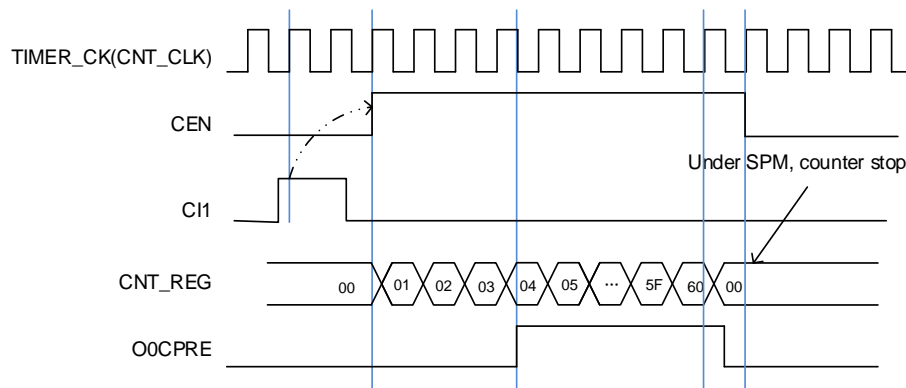 TIMER_CK(CNT_CLK)
CEN
Under SPM, counter stop
CI1
CNT_REG 00 01 02 03 04 05 ... 5F 60 00
O0CPRE